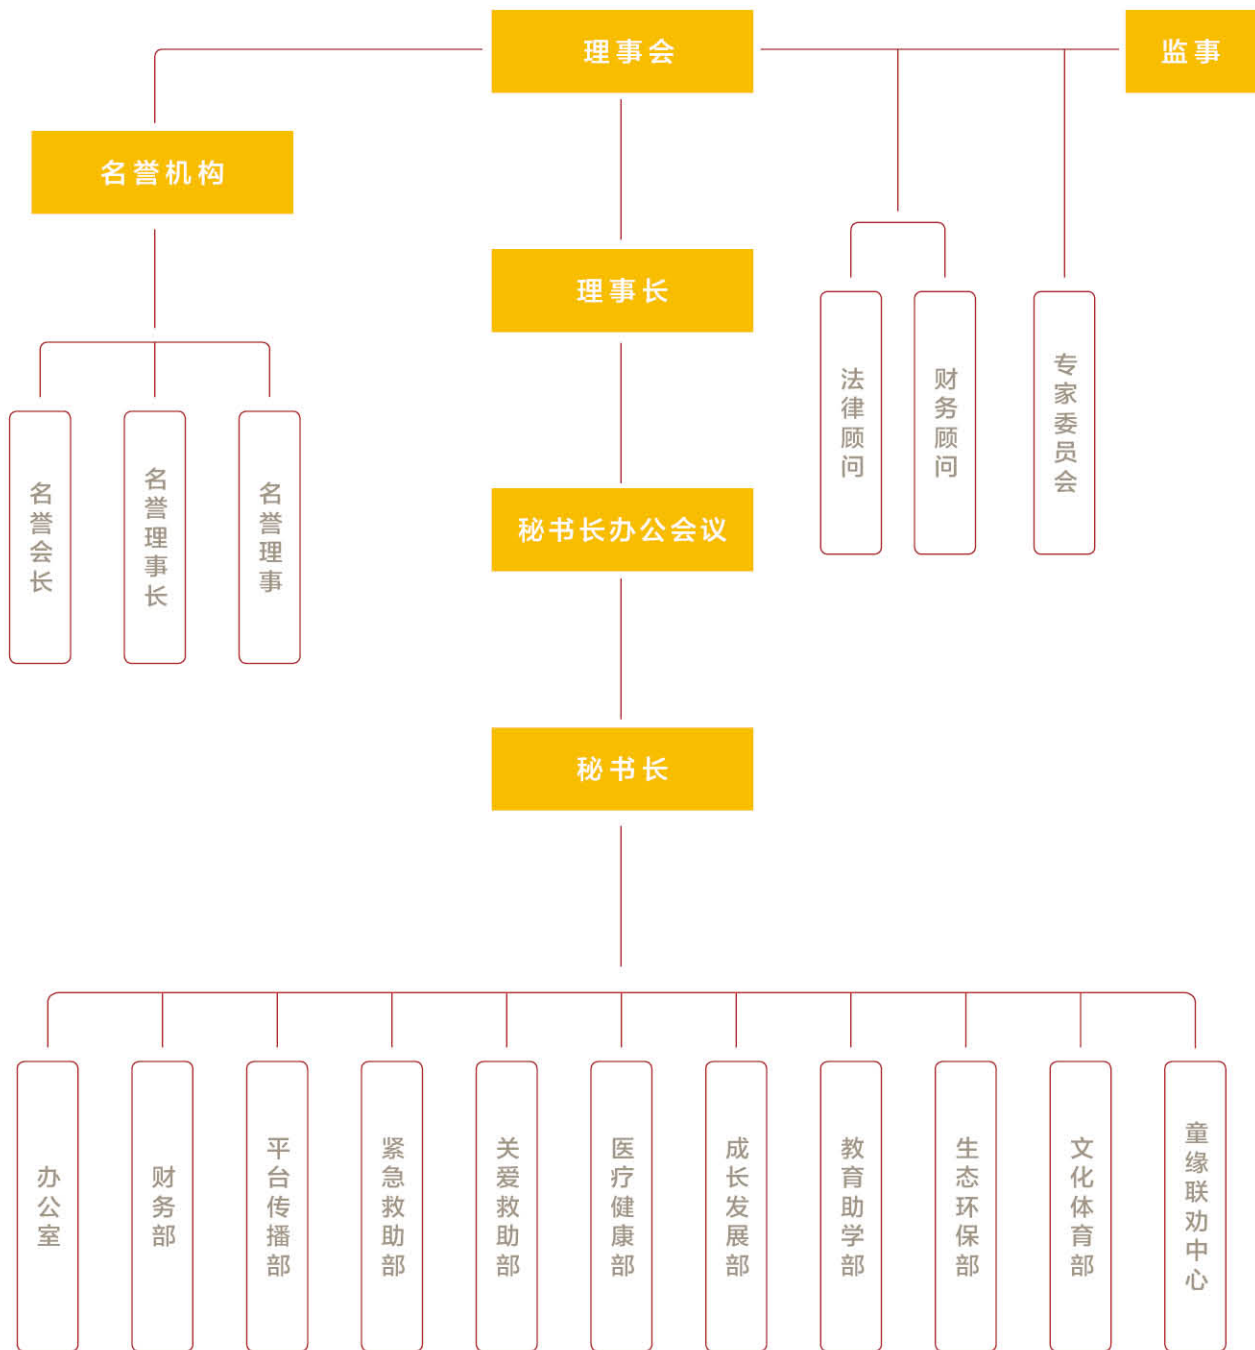 理事会
监事
名誉机构
理事长
法律顾问
财务顾问
专家委员会
名誉会长
名誉理事长
名誉理事
秘书长办公会议
秘书长
办公室
财务部
平台传播部
紧急救助部
关爱救助部
医疗健康部
成长发展部
教育助学部
生态环保部
文化体育部
童缘联劝中心